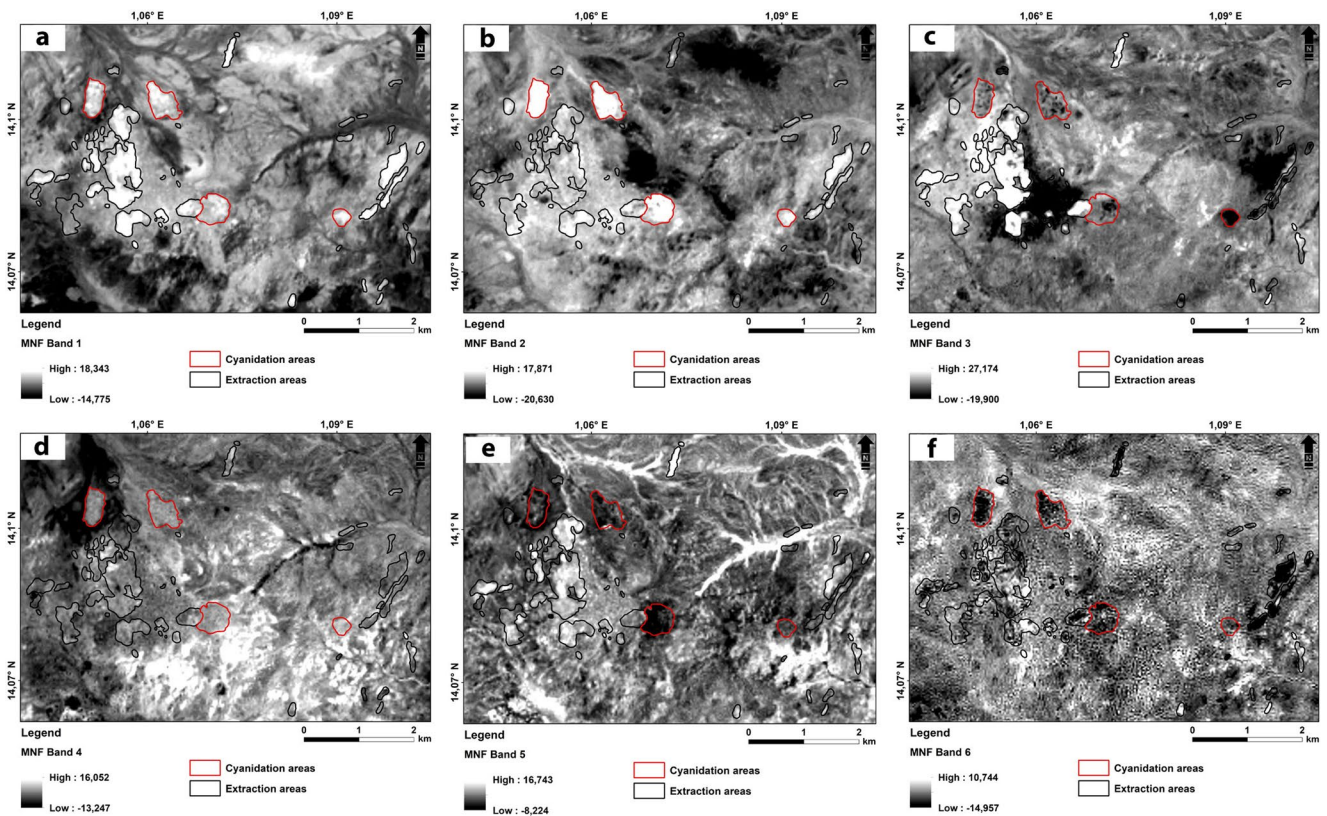 1,06° E 1,09° E
a
N
14,1° N
14,07° N
Legend
0 1 2
km
MNF Band 1
High : 18,343
Low : -14,775
Cyanidation areas
Extraction areas
1,06° E 1,09° E
b
N
14,1° N
14,07° N
Legend
0 1 2
km
MNF Band 2
High : 17,871
Low : -20,630
Cyanidation areas
Extraction areas
1,06° E 1,09° E
c
N
14,1° N
14,07° N
Legend
0 1 2
km
MNF Band 3
High : 27,174
Low : -19,900
Cyanidation areas
Extraction areas
1,06° E 1,09° E
d
N
14,1° N
14,07° N
Legend
0 1 2
km
MNF Band 4
High : 16,052
Low : -13,247
Cyanidation areas
Extraction areas
1,06° E 1,09° E
e
N
14,1° N
14,07° N
Legend
0 1 2
km
MNF Band 5
High : 16,743
Low : -8,224
Cyanidation areas
Extraction areas
1,06° E 1,09° E
f
N
14,1° N
14,07° N
Legend
0 1 2
km
MNF Band 6
High : 10,744
Low : -14,957
Cyanidation areas
Extraction areas